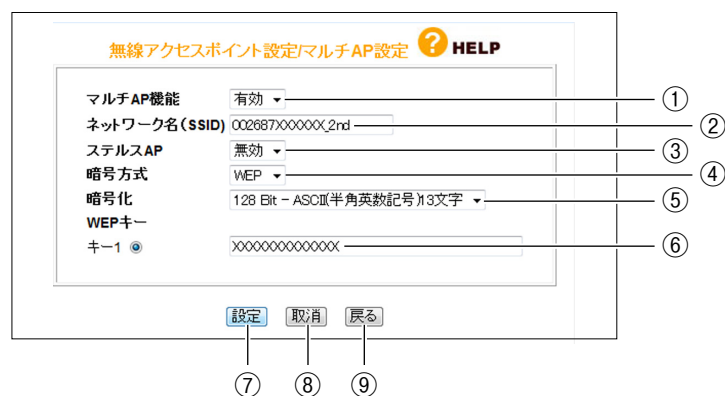 無線アクセスポイント設定/マルチAP設定 ? HELP
マルチAP機能 有効 ①
ネットワーク名(SSID) 002687XXXXXX_2nd ②
ステルスAP 無効 ③
暗号方式 WEP ④
暗号化 128 Bit - ASCII(半角英数記号)13文字 ⑤
WEPキー
キー1 XXXXXXXXXXXXX ⑥
設定 取消 戻る
⑦ ⑧ ⑨